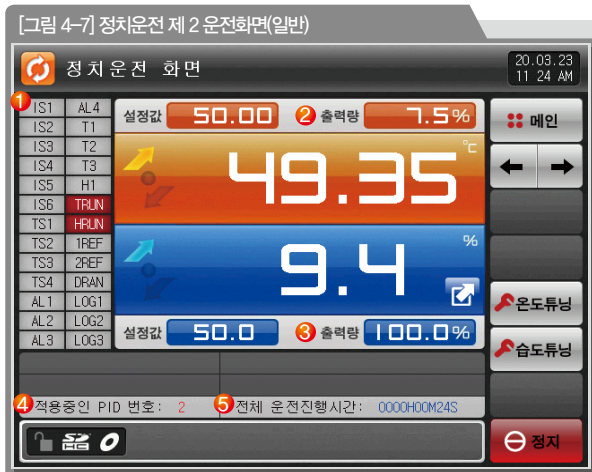 [그림 4-7] 정치운전 제 2 운전화면(일반)
정치운전 화면
20.03.23
11 24 AM
1
IS1 AL4
IS2 T1
IS3 T2
IS4 T3
IS5 H1
IS6 TRUN
TS1 HRUN
TS2 1REF
TS3 2REF
TS4 DRAN
AL1 LOG1
AL2 LOG2
AL3 LOG3
설정값 50.00 2 출력량 7.5%
49.35 ℃
9.4 %
설정값 50.0 3 출력량 100.0%
메인
온도튜닝
습도튜닝
4 적용중인 PID 번호: 2 5 전체 운전진행시간: 0000H00M24S
정지